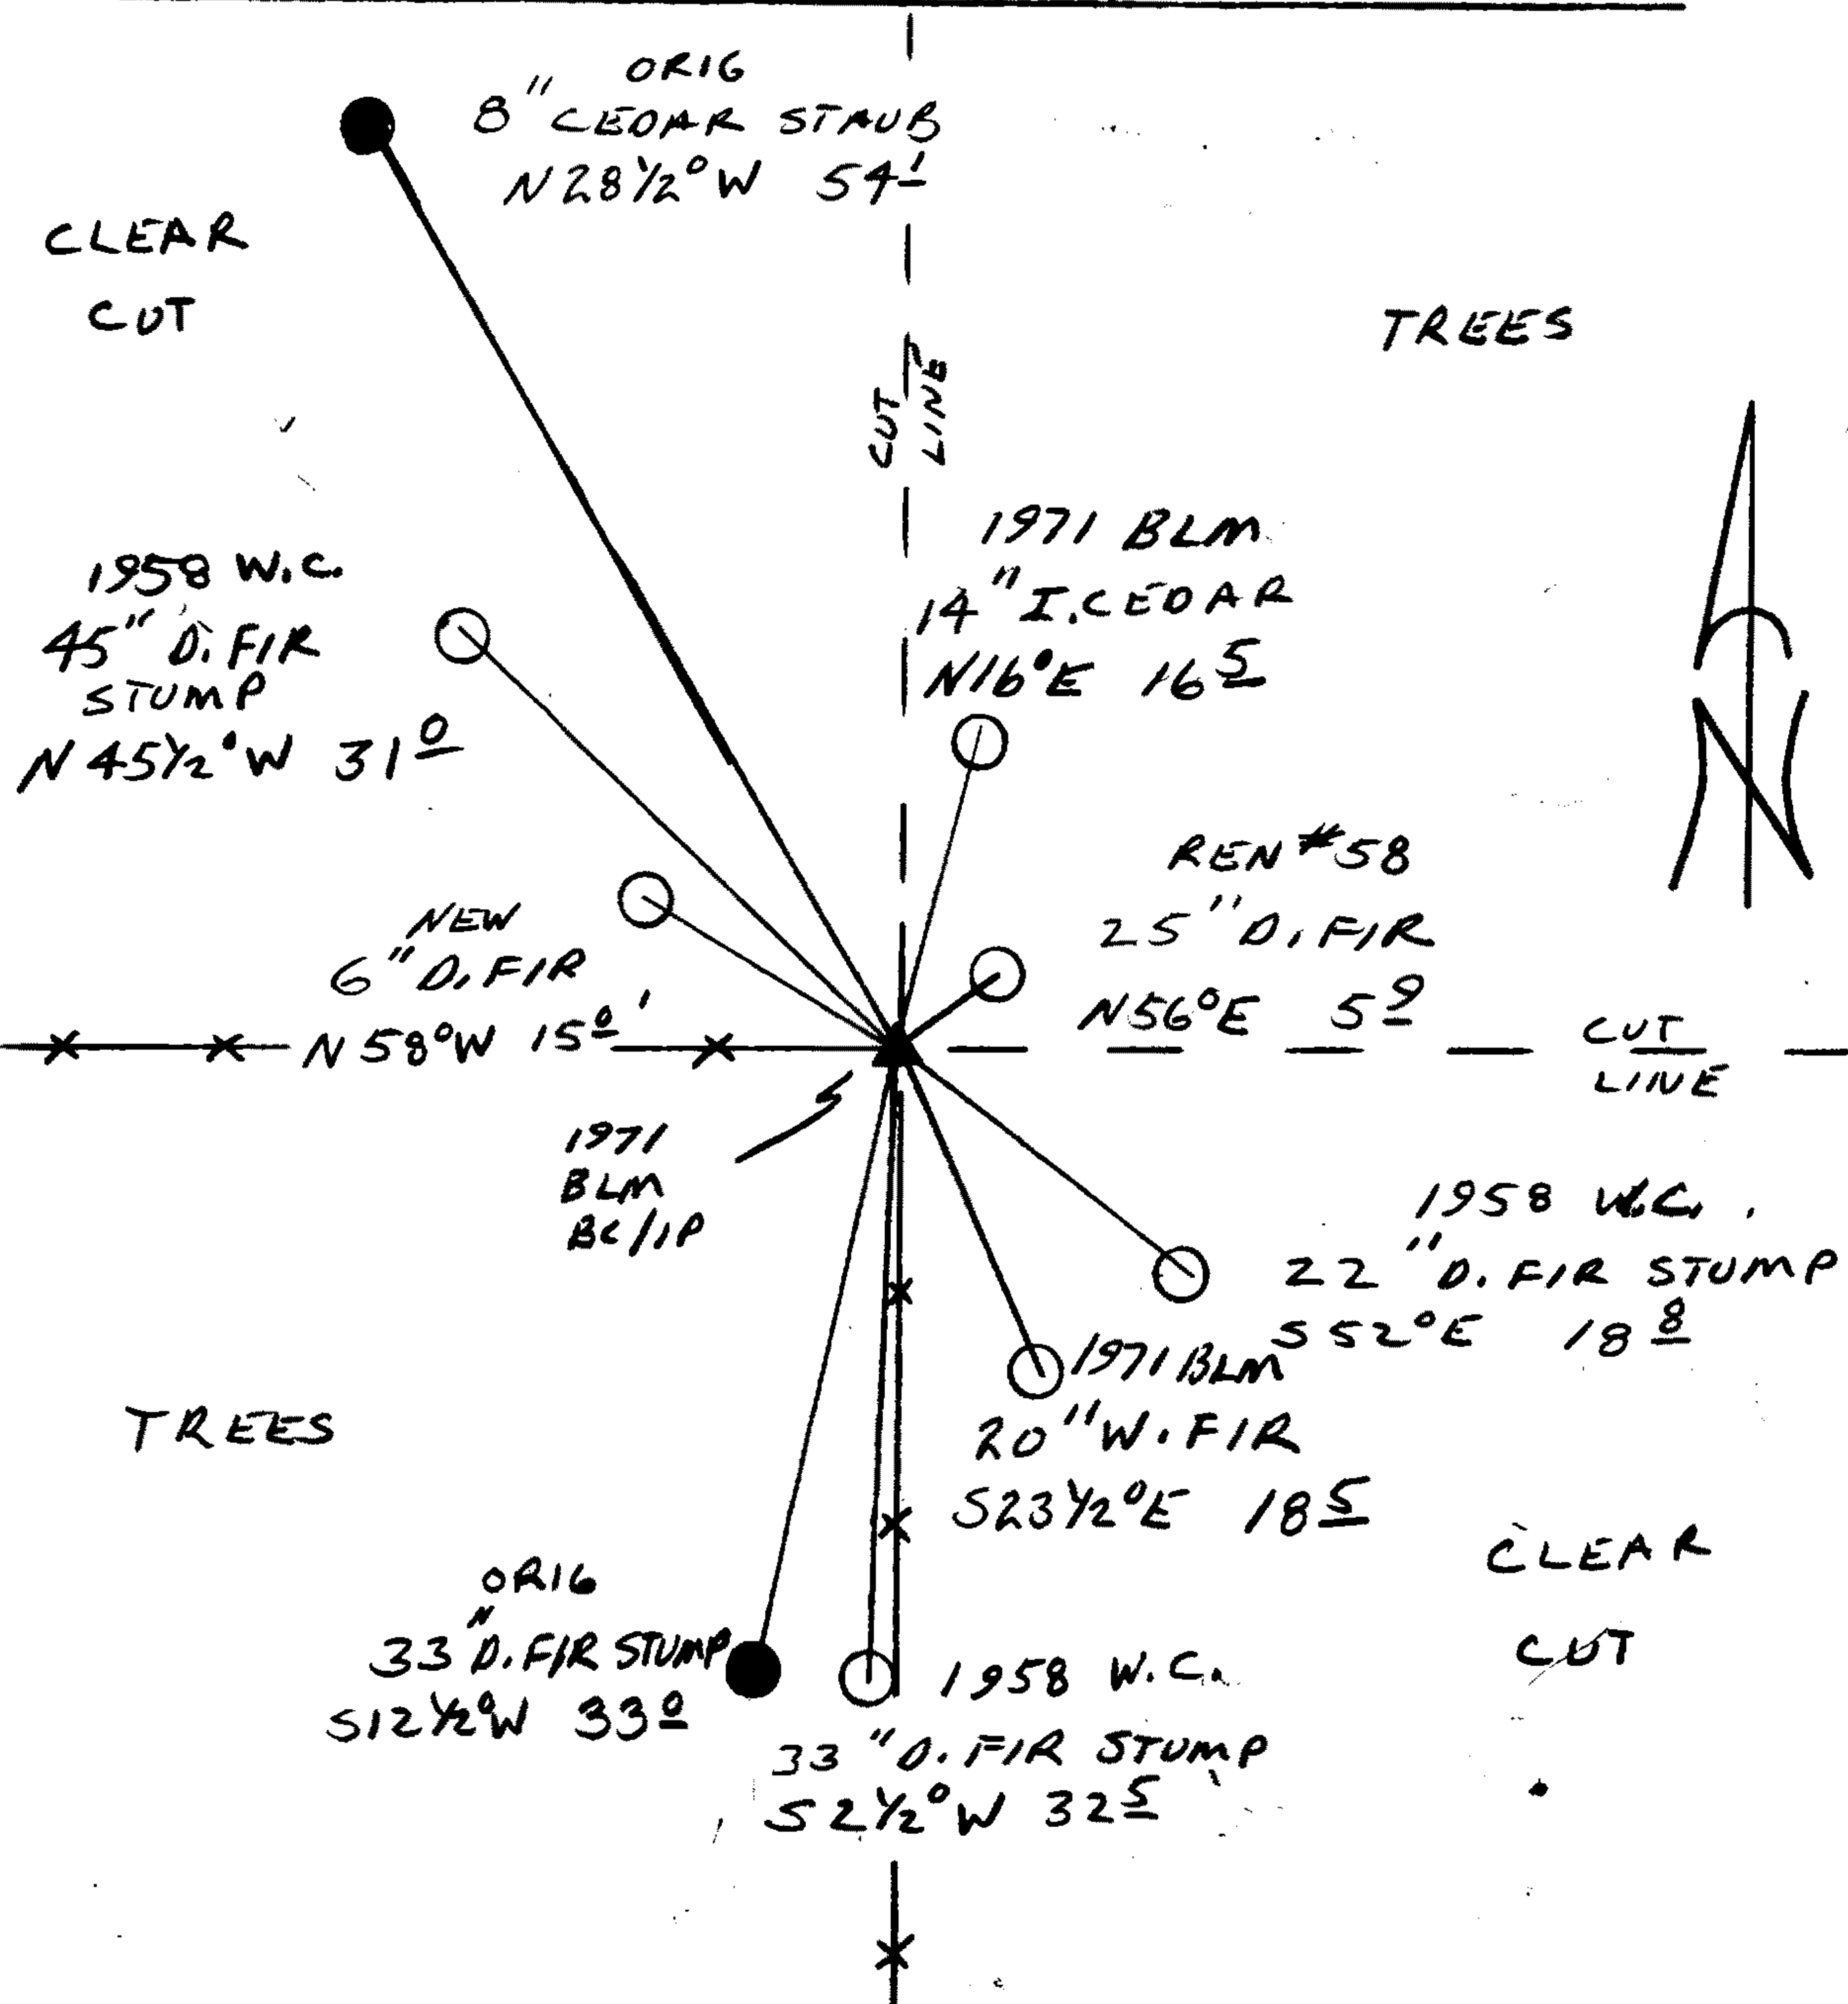 ORIG
8" CEDAR STAUB
N28½°W 54¹
CLEAR
CUT
TREES
CUT
LINE
1971 BLM
14" I.CEDAR
N16°E 16⁵
1958 W.C.
45" D.FIR
STUMP
N45½°W 31⁰
REN #58
25" D.FIR
N56°E 5⁹
NEW
6" D.FIR
N58°W 15⁰'
CUT
LINE
N
1971
BLM
BC/IP
1958 W.C.
22" D.FIR STUMP
S52°E 18⁸
1971 BLM
20" W.FIR
S23½°E 18⁵
TREES
CLEAR
CUT
ORIG
33" D.FIR STUMP
S12½°W 33⁰
1958 W.C.
33" D.FIR STUMP
S2½°W 32⁵